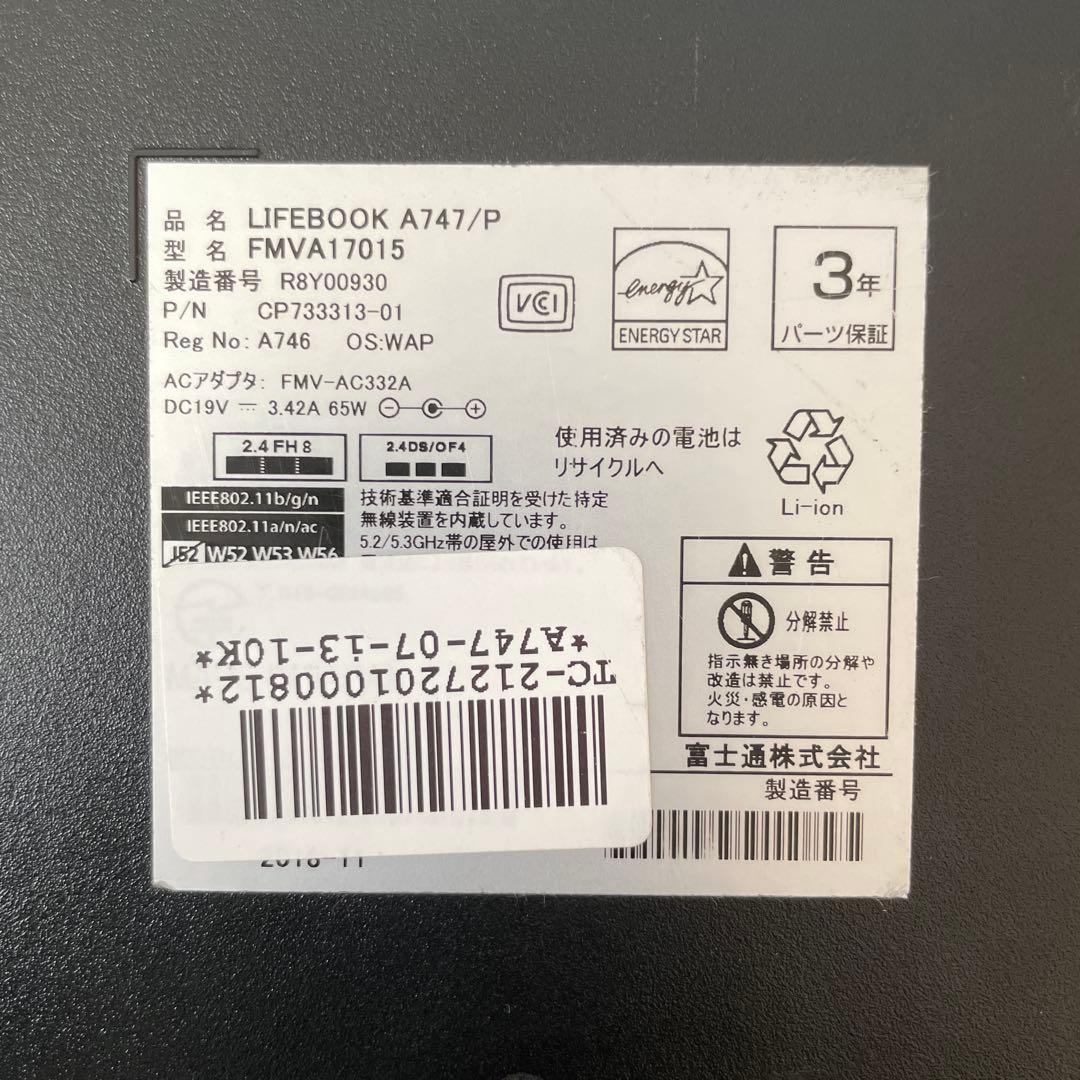 品 名 LIFEBOOK A747/P
型 名 FMVA17015
製造番号 R8Y00930
P/N CP733313-01
Reg No: A746 OS:WAP
VCCI
energy
ENERGY STAR
3年
パーツ保証
ACアダプタ: FMV-AC332A
DC19V ⎓ 3.42A 65W
2.4FH8
2.4DS/OF4
使用済みの電池は
リサイクルへ
Li-ion
IEEE802.11b/g/n
IEEE802.11a/n/ac
J52 W52 W53 W56
技術基準適合証明を受けた特定
無線装置を内蔵しています。
5.2/5.3GHz帯の屋外での使用は
警告
分解禁止
指示無き場所の分解や
改造は禁止です。
火災・感電の原因と
なります。
富士通株式会社
製造番号
TC-2127201000812*
*A747-07-i3-10K*
2018-11